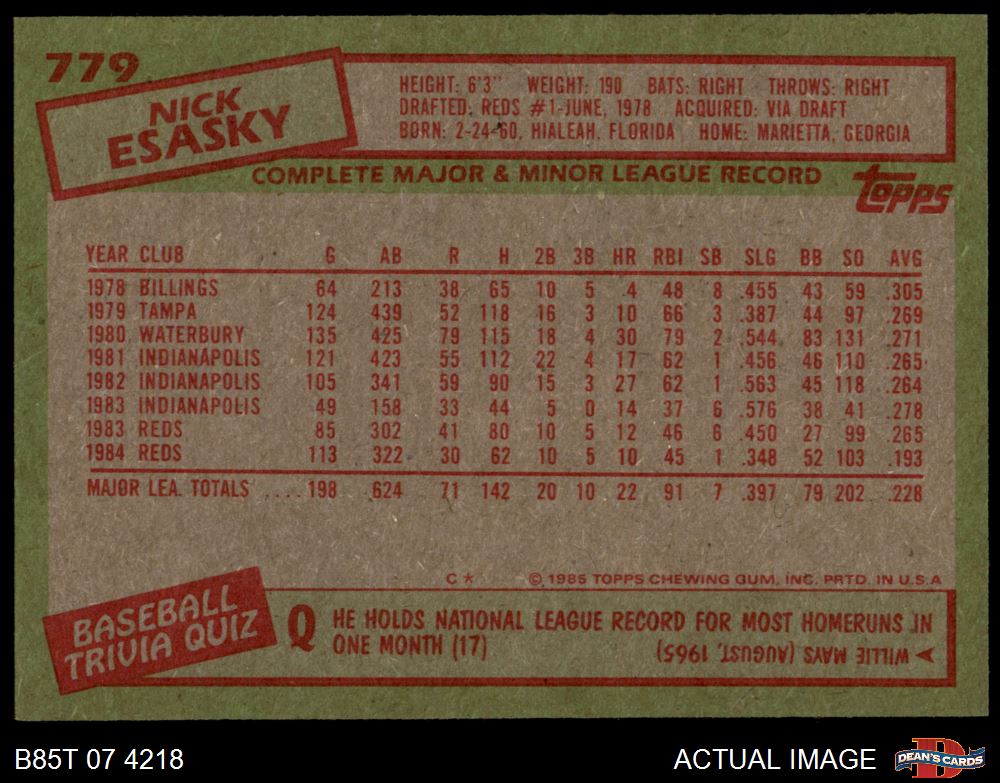 779
NICK
ESASKY
HEIGHT: 6'3" WEIGHT: 190 BATS: RIGHT THROWS: RIGHT
DRAFTED: REDS #1-JUNE, 1978 ACQUIRED: VIA DRAFT
BORN: 2-24-60, HIALEAH, FLORIDA HOME: MARIETTA, GEORGIA
COMPLETE MAJOR & MINOR LEAGUE RECORD
TOPPS
YEAR CLUB G AB R H 2B 3B HR RBI SB SLG BB SO AVG
1978 BILLINGS 64 213 38 65 10 5 4 48 8 .455 43 59 .305
1979 TAMPA 124 439 52 118 16 3 10 66 3 .387 44 97 .269
1980 WATERBURY 135 425 79 115 18 4 30 79 2 .544 83 131 .271
1981 INDIANAPOLIS 121 423 55 112 22 4 17 62 1 .456 46 110 .265
1982 INDIANAPOLIS 105 341 59 90 15 3 27 62 1 .563 45 118 .264
1983 INDIANAPOLIS 49 158 33 44 5 0 14 37 6 .576 38 41 .278
1983 REDS 85 302 41 80 10 5 12 46 6 .450 27 99 .265
1984 REDS 113 322 30 62 10 5 10 45 1 .348 52 103 .193
MAJOR LEA. TOTALS .... 198 624 71 142 20 10 22 91 7 .397 79 202 .228
C* © 1985 TOPPS CHEWING GUM, INC. PRTD. IN U.S.A
BASEBALL
TRIVIA QUIZ
Q HE HOLDS NATIONAL LEAGUE RECORD FOR MOST HOMERUNS IN
ONE MONTH (17)
WILLIE MAYS (AUGUST, 1965)
B85T 07 4218
ACTUAL IMAGE
D
DEAN'S CARDS